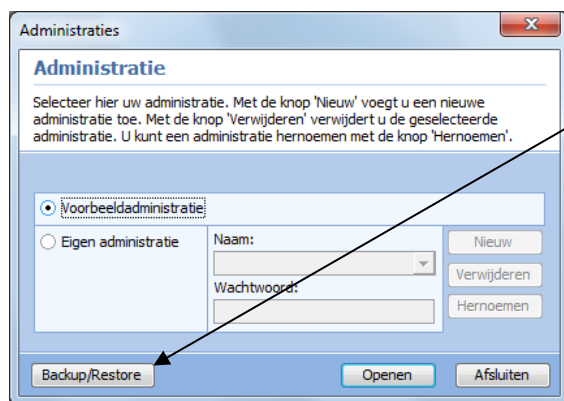 Administraties
Administratie
Selecteer hier uw administratie. Met de knop 'Nieuw' voegt u een nieuwe
administratie toe. Met de knop 'Verwijderen' verwijdert u de geselecteerde
administratie. U kunt een administratie hernoemen met de knop 'Hernoemen'.
Voorbeeldadministratie
Eigen administratie
Naam:
Wachtwoord:
Nieuw
Verwijderen
Hernoemen
Backup/Restore
Openen
Afsluiten